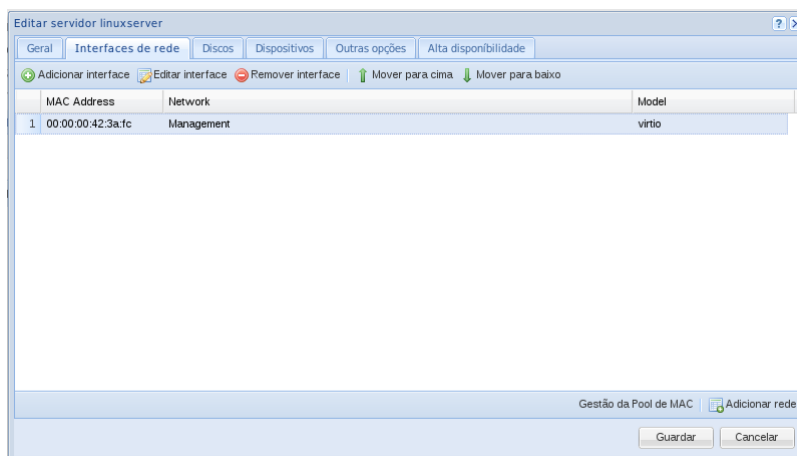 Editar servidor linuxserver
Geral Interfaces de rede Discos Dispositivos Outras opções Alta disponíbilidade
Adicionar interface Editar interface Remover interface Mover para cima Mover para baixo
MAC Address Network Model
1 00:00:00:42:3a:fc Management virtio
Gestão da Pool de MAC Adicionar rede
Guardar Cancelar